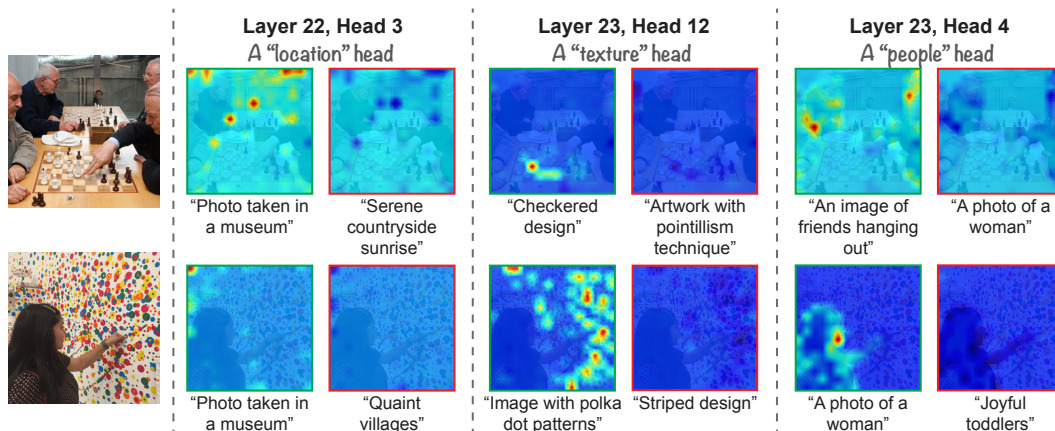 Layer 22, Head 3
A “location” head
Layer 23, Head 12
A “texture” head
Layer 23, Head 4
A “people” head
“Photo taken in
a museum”
“Serene
countryside
sunrise”
“Checkered
design”
“Artwork with
pointillism
technique”
“An image of
friends hanging
out”
“A photo of a
woman”
“Photo taken in
a museum”
“Quaint
villages”
“Image with polka
dot patterns”
“Striped design”
“A photo of a
woman”
“Joyful
toddlers”